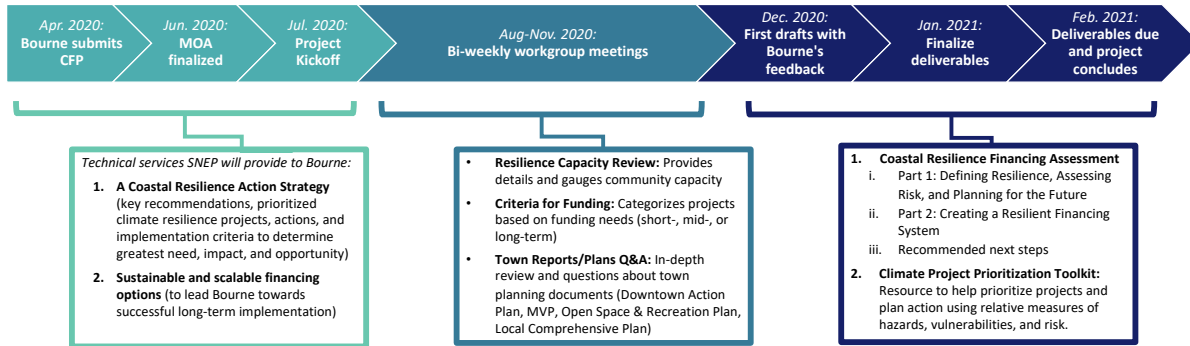 Apr. 2020:
Bourne submits
CFP
Jun. 2020:
MOA
finalized
Jul. 2020:
Project
Kickoff
Aug-Nov. 2020:
Bi-weekly workgroup meetings
Dec. 2020:
First drafts with
Bourne's
feedback
Jan. 2021:
Finalize
deliverables
Feb. 2021:
Deliverables due
and project
concludes
Technical services SNEP will provide to Bourne:
1. A Coastal Resilience Action Strategy
(key recommendations, prioritized
climate resilience projects, actions, and
implementation criteria to determine
greatest need, impact, and opportunity)
2. Sustainable and scalable financing
options (to lead Bourne towards
successful long-term implementation)
• Resilience Capacity Review: Provides
details and gauges community capacity
• Criteria for Funding: Categorizes projects
based on funding needs (short-, mid-, or
long-term)
• Town Reports/Plans Q&A: In-depth
review and questions about town
planning documents (Downtown Action
Plan, MVP, Open Space & Recreation Plan,
Local Comprehensive Plan)
1. Coastal Resilience Financing Assessment
i. Part 1: Defining Resilience, Assessing
Risk, and Planning for the Future
ii. Part 2: Creating a Resilient Financing
System
iii. Recommended next steps
2. Climate Project Prioritization Toolkit:
Resource to help prioritize projects and
plan action using relative measures of
hazards, vulnerabilities, and risk.